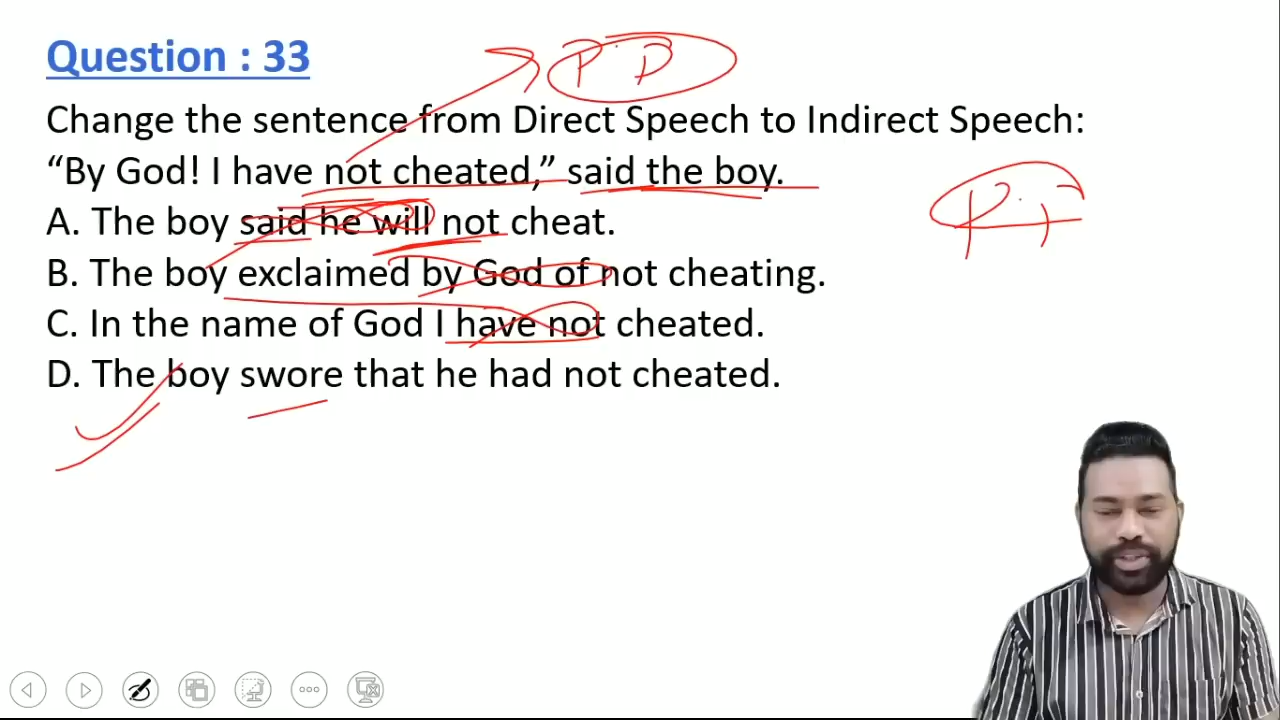 Question : 33
P P
Change the sentence from Direct Speech to Indirect Speech:
“By God! I have not cheated,” said the boy.
A. The boy said he will not cheat.
B. The boy exclaimed by God of not cheating.
C. In the name of God I have not cheated.
D. The boy swore that he had not cheated.